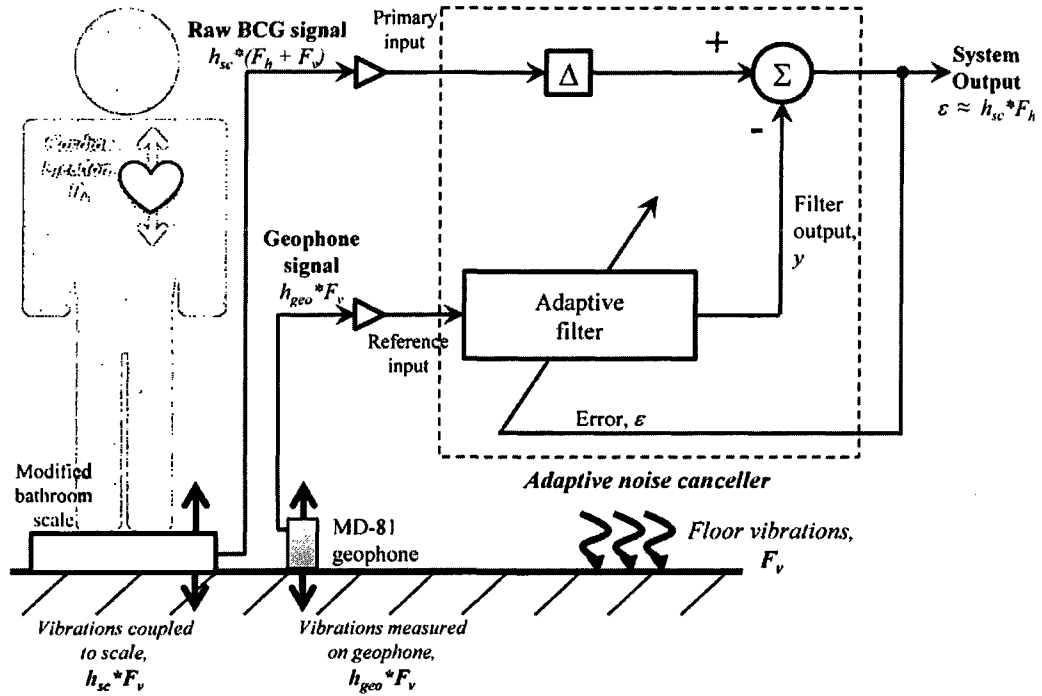 Primary
input
Raw BCG signal
h_sc*(F_h + F_v)
Δ
+
Σ
-
System
Output
ε ≈ h_sc*F_h
Filter
output,
y
Geophone
signal
h_geo*F_v
Reference
input
Adaptive
filter
Error, ε
Adaptive noise canceller
Modified
bathroom
scale
MD-81
geophone
Floor vibrations,
F_v
Vibrations coupled
to scale,
h_sc*F_v
Vibrations measured
on geophone,
h_geo*F_v